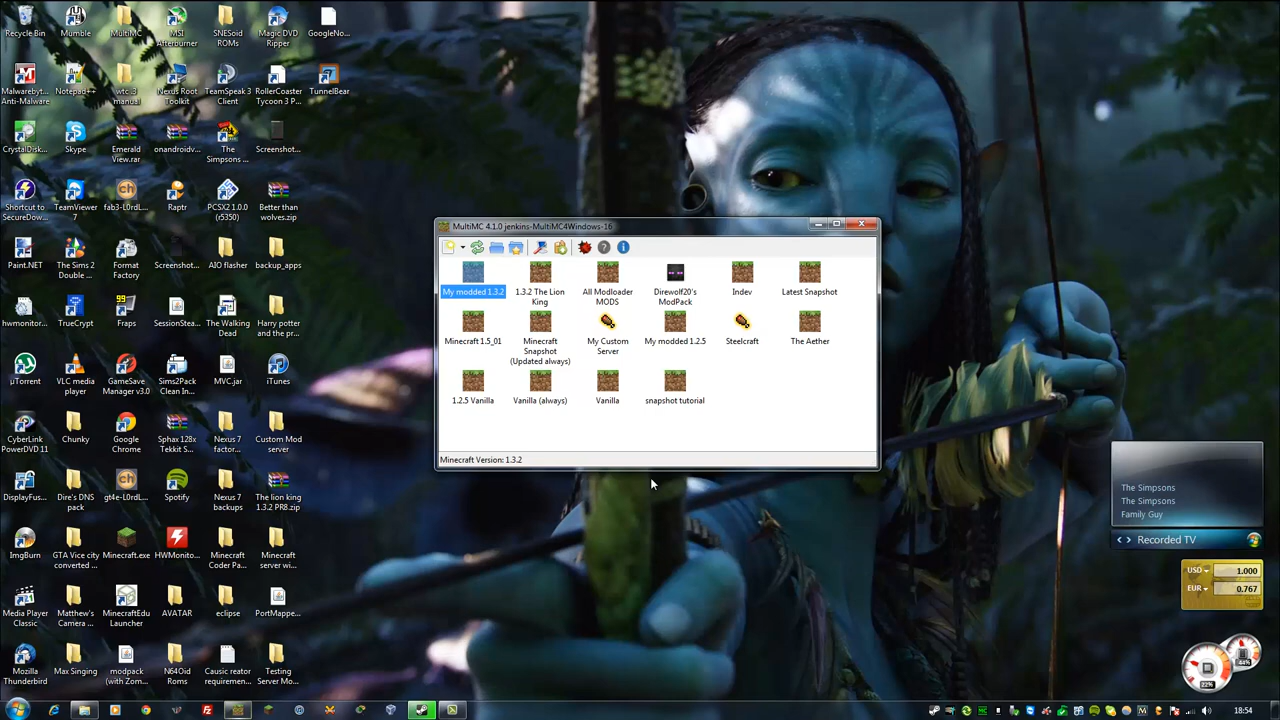 Recycle Bin
Mumble
MultiMC
MSI
Afterburner
SNESoid
ROMs
Magic DVD
Ripper
GoogleNo...
Malwarebyt...
Anti-Malware
Notepad++
wtc i3
manual
Nexus Root
Toolkit
TeamSpeak 3
Client
RollerCoaster
Tycoon 3 P...
TunnelBear
CrystalDisk...
Skype
Emerald
View.rar
onandroidv...
The
Simpsons ...
Screenshot...
Shortcut to
SecureDow...
TeamViewer
7
fab3-L0rdL...
Raptr
PCSX2 1.0.0
(r5350)
Better than
wolves.zip
Paint.NET
The Sims 2
Double ...
Format
Factory
Screenshot...
AIO flasher
backup_apps
hwmonitor...
TrueCrypt
Fraps
SessionStea...
The Walking
Dead
Harry potter
and the pr...
µTorrent
VLC media
player
GameSave
Manager v3.0
Sims2Pack
Clean In...
MVC.jar
iTunes
CyberLink
PowerDVD 11
Chunky
Google
Chrome
Sphax 128x
Tekkit S...
Nexus 7
factor...
Custom Mod
server
DisplayFus...
Dire's DNS
pack
gt4e-L0rdL...
Spotify
Nexus 7
backups
The lion king
1.3.2 PR8.zip
ImgBurn
GTA Vice city
converted ...
Minecraft.exe
HWMonito...
Minecraft
Coder Pa...
Minecraft
server wi...
Media Player
Classic
Matthew's
Camera ...
MinecraftEdu
Launcher
AVATAR
eclipse
PortMappe...
Mozilla
Thunderbird
Max Singing
modpack
(with Zom...
N64Oid
Roms
Causic reator
requiremen...
Testing
Server Mo...
MultiMC 4.1.0 jenkins-MultiMC4Windows-16
My modded 1.3.2
1.3.2 The Lion
King
All Modloader
MODS
Direwolf20's
ModPack
Indev
Latest Snapshot
Minecraft 1.5_01
Minecraft
Snapshot
(Updated always)
My Custom
Server
My modded 1.2.5
Steelcraft
The Aether
1.2.5 Vanilla
Vanilla (always)
Vanilla
snapshot tutorial
Minecraft Version: 1.3.2
The Simpsons
The Simpsons
Family Guy
Recorded TV
USD
1.000
EUR
0.767
22%
44%
18:54